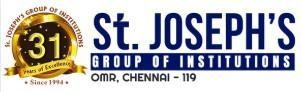 St. JOSEPH'S GROUP OF INSTITUTIONS
31
Years of Excellence
* Since 1994 *
St. JOSEPH'S
GROUP OF INSTITUTIONS
OMR, CHENNAI - 119